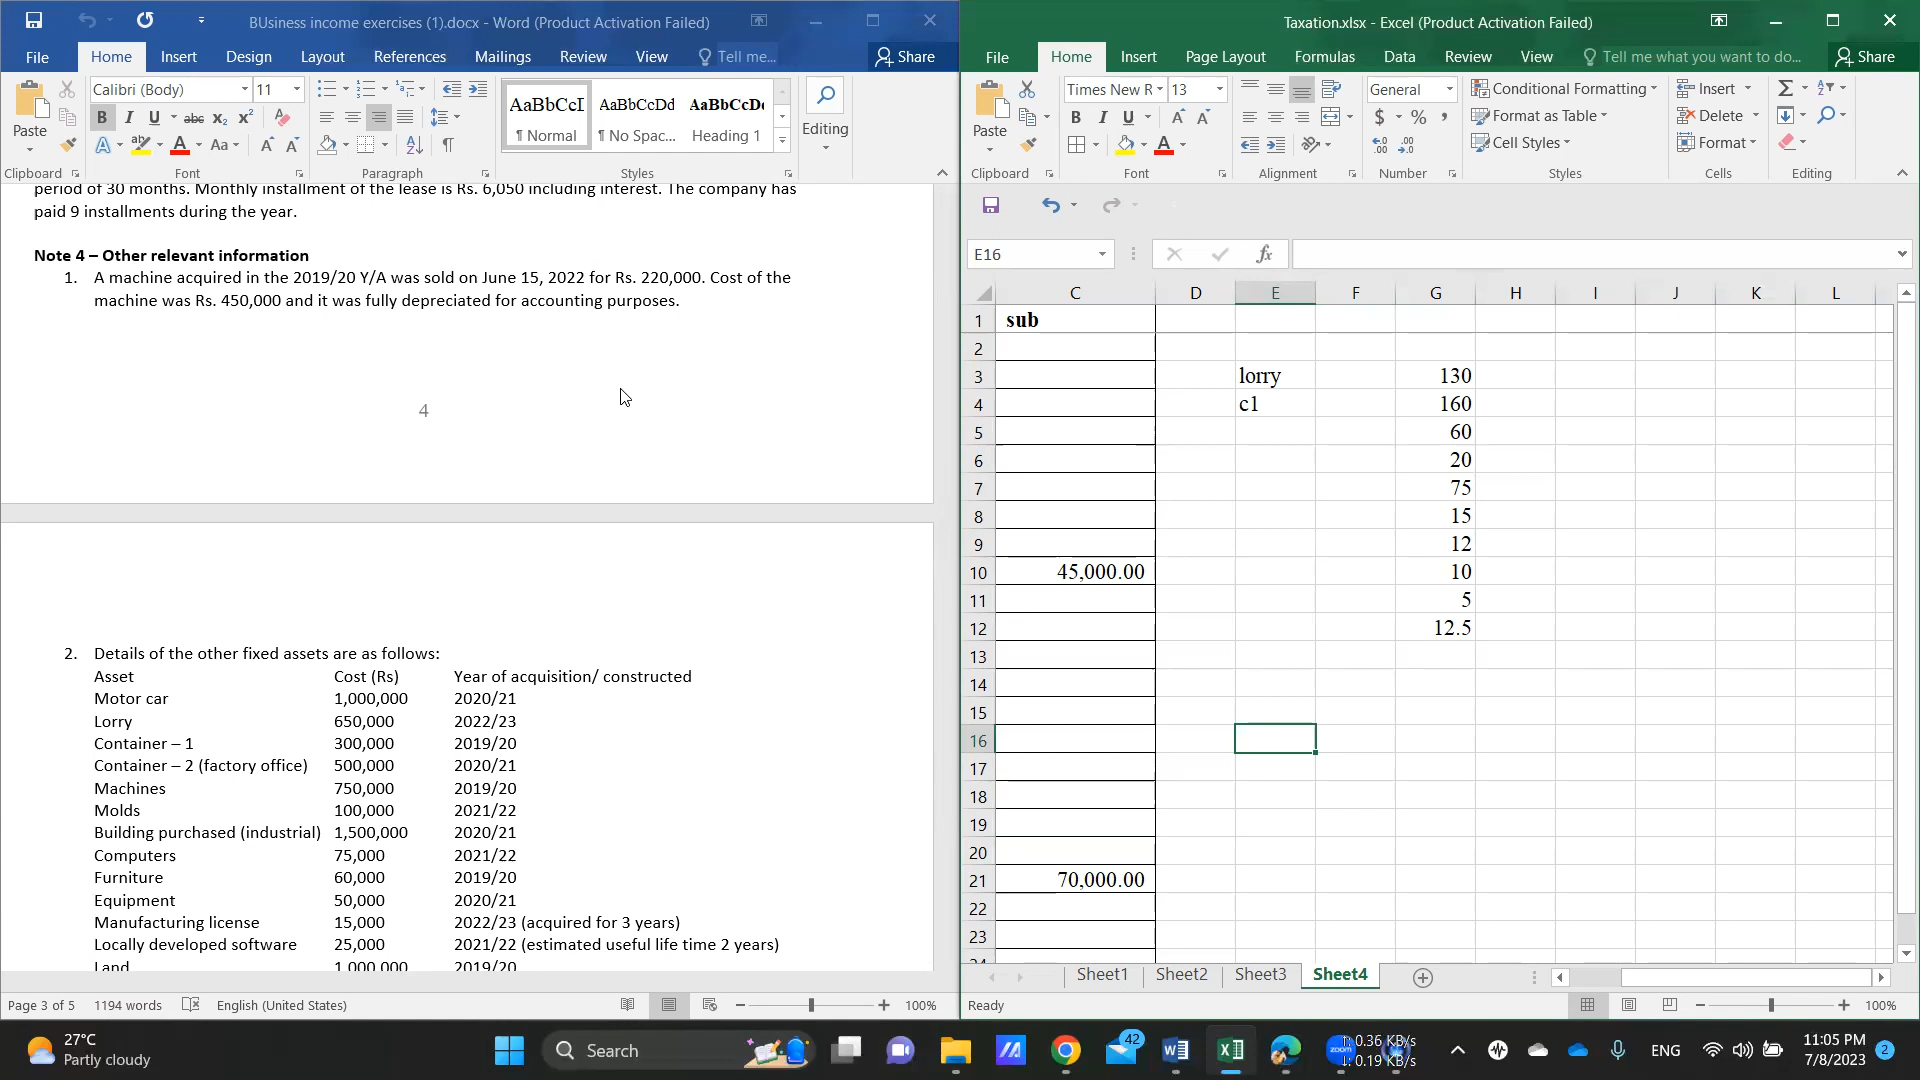 BUsiness income exercises (1).docx - Word (Product Activation Failed)
File Home Insert Design Layout References Mailings Review View Tell me... Share
Calibri (Body) 11
AaBbCcI AaBbCcDd AaBbCcDd
Paste
¶ Normal ¶ No Spac... Heading 1
Editing
Clipboard Font Paragraph Styles
period of 30 months. Monthly installment of the lease is Rs. 6,050 including interest. The company has
paid 9 installments during the year.
Note 4 – Other relevant information
1. A machine acquired in the 2019/20 Y/A was sold on June 15, 2022 for Rs. 220,000. Cost of the
machine was Rs. 450,000 and it was fully depreciated for accounting purposes.
4
2. Details of the other fixed assets are as follows:
Asset Cost (Rs) Year of acquisition/ constructed
Motor car 1,000,000 2020/21
Lorry 650,000 2022/23
Container – 1 300,000 2019/20
Container – 2 (factory office) 500,000 2020/21
Machines 750,000 2019/20
Molds 100,000 2021/22
Building purchased (industrial) 1,500,000 2020/21
Computers 75,000 2021/22
Furniture 60,000 2019/20
Equipment 50,000 2020/21
Manufacturing license 15,000 2022/23 (acquired for 3 years)
Locally developed software 25,000 2021/22 (estimated useful life time 2 years)
Land 1,000,000 2019/20
Page 3 of 5 1194 words English (United States) 100%
Taxation.xlsx - Excel (Product Activation Failed)
File Home Insert Page Layout Formulas Data Review View Tell me what you want to do... Share
Times New R 13 General Conditional Formatting Insert
Format as Table Delete
Paste
Cell Styles Format
Clipboard Font Alignment Number Styles Cells Editing
E16 fx
C D E F G H I J K L
1 sub
2
3 lorry 130
4 c1 160
5 60
6 20
7 75
8 15
9 12
10 45,000.00 10
11 5
12 12.5
13
14
15
16
17
18
19
20
21 70,000.00
22
23
24
Sheet1 Sheet2 Sheet3 Sheet4
Ready 100%
27°C
Partly cloudy
Search
42
zoom
0.36 KB/s
0.19 KB/s
ENG
11:05 PM
7/8/2023
2